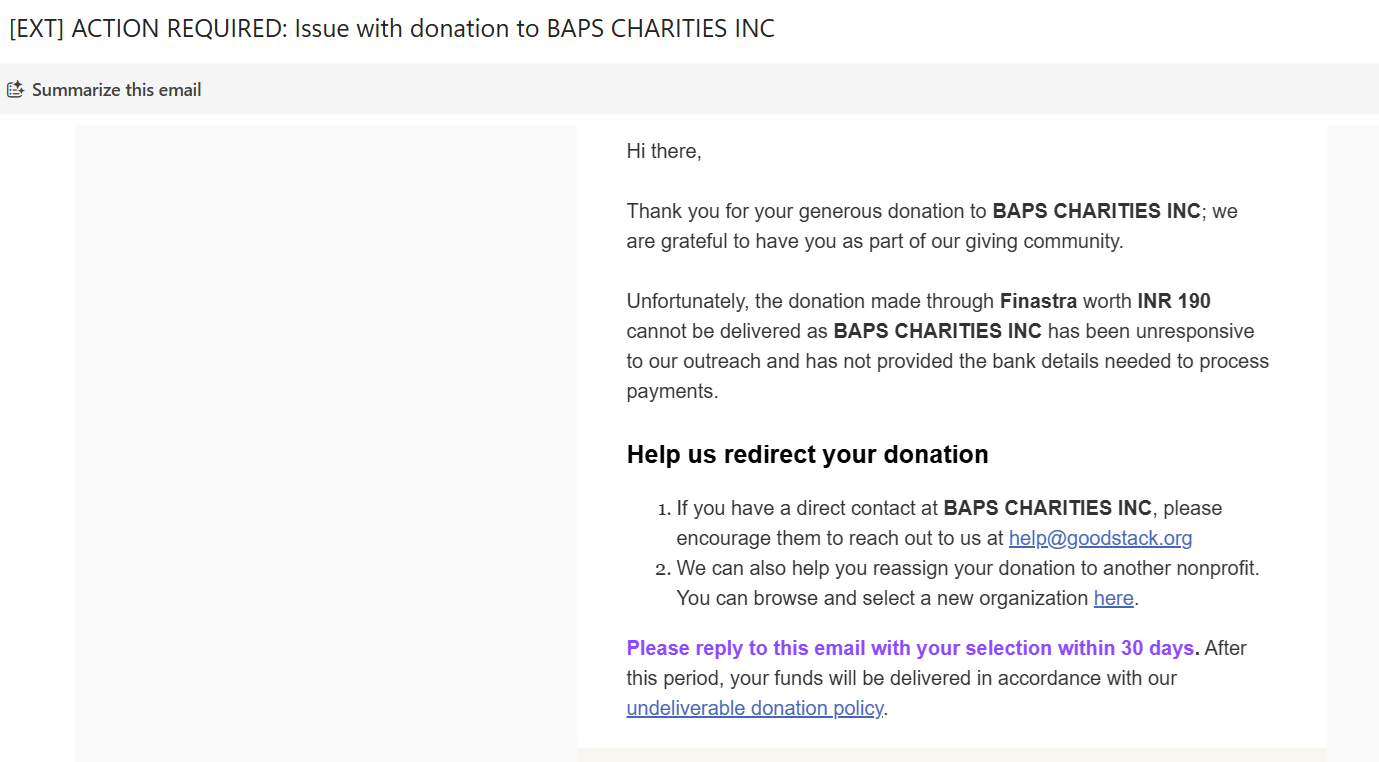 [EXT] ACTION REQUIRED: Issue with donation to BAPS CHARITIES INC
Summarize this email
Hi there,
Thank you for your generous donation to BAPS CHARITIES INC; we
are grateful to have you as part of our giving community.
Unfortunately, the donation made through Finastra worth INR 190
cannot be delivered as BAPS CHARITIES INC has been unresponsive
to our outreach and has not provided the bank details needed to process
payments.
Help us redirect your donation
1. If you have a direct contact at BAPS CHARITIES INC, please
encourage them to reach out to us at help@goodstack.org
2. We can also help you reassign your donation to another nonprofit.
You can browse and select a new organization here.
Please reply to this email with your selection within 30 days. After
this period, your funds will be delivered in accordance with our
undeliverable donation policy.